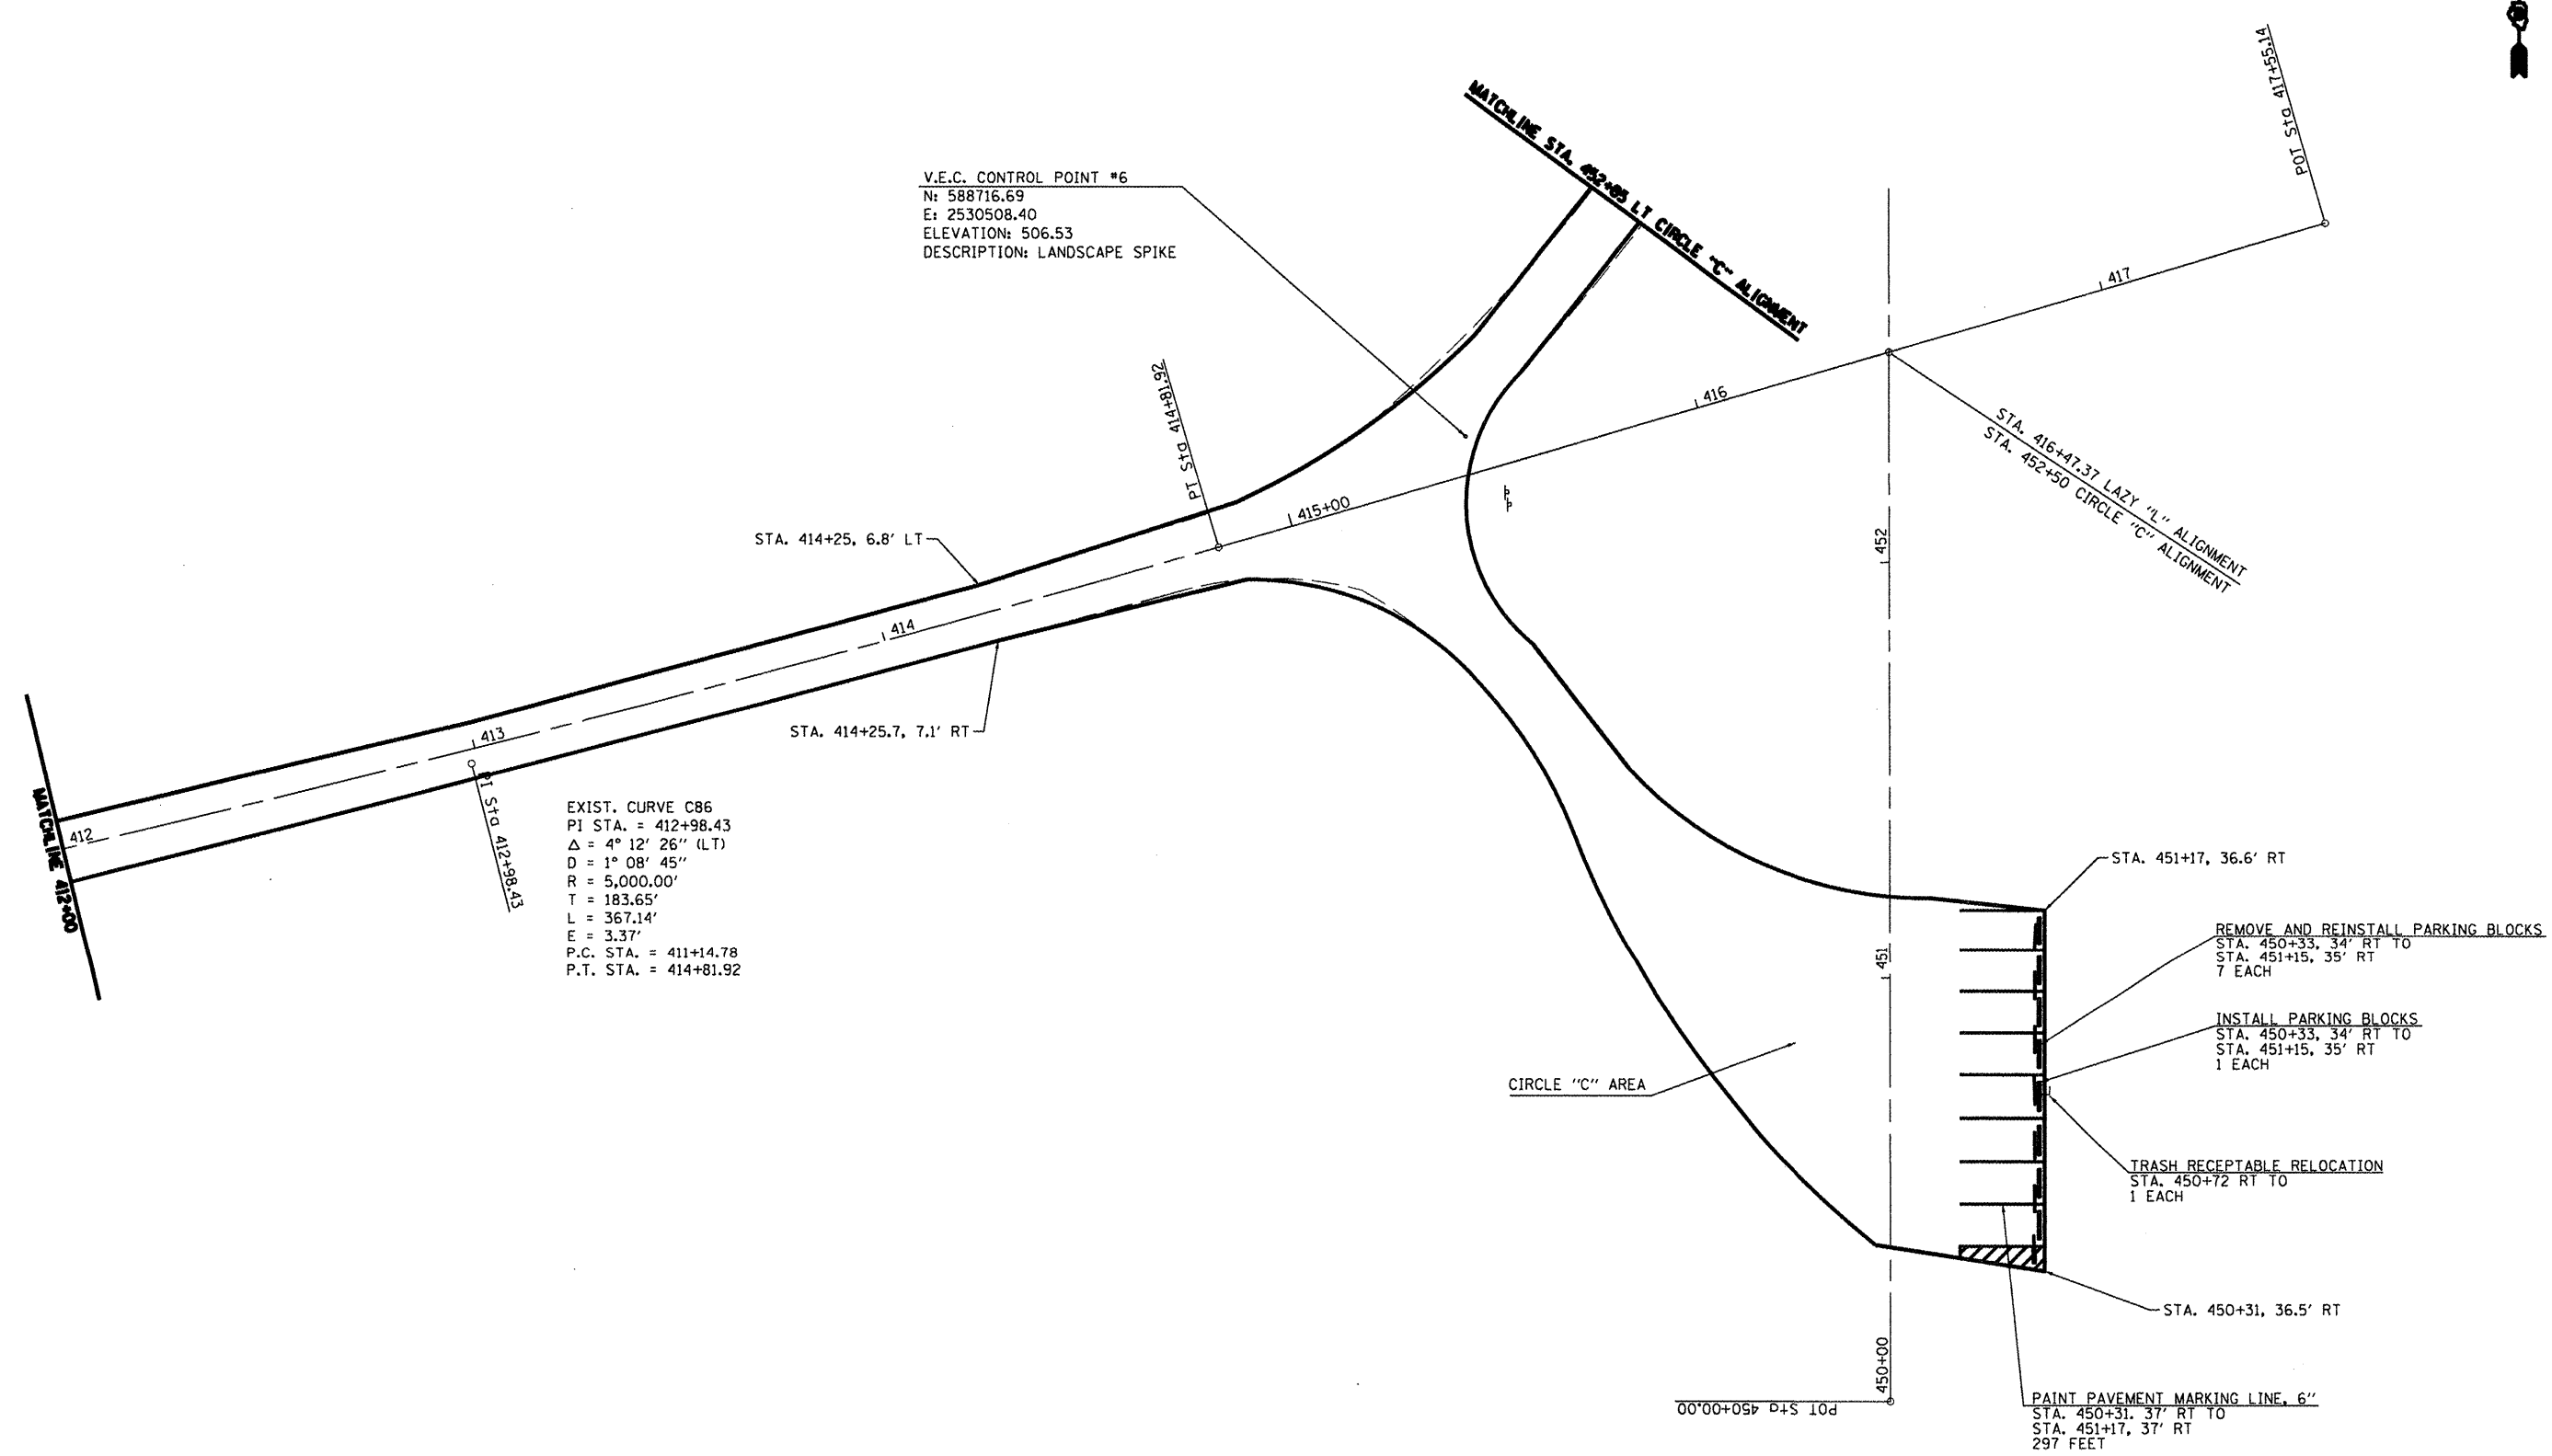 POT Sta 417+55.14
MATCHLINE STA. 452+85 LT CIRCLE "C" ALIGNMENT
V.E.C. CONTROL POINT #6
N: 588716.69
E: 2530508.40
ELEVATION: 506.53
DESCRIPTION: LANDSCAPE SPIKE
417
416
PT Sta 414+81.92
STA. 416+47.37 LAZY "L" ALIGNMENT
STA. 452+50 CIRCLE "C" ALIGNMENT
415+00
STA. 414+25, 6.8' LT
452
414
STA. 414+25.7, 7.1' RT
413
PI Sta 412+98.43
412
MATCHLINE 412+00
EXIST. CURVE C86
PI STA. = 412+98.43
Δ = 4° 12' 26" (LT)
D = 1° 08' 45"
R = 5,000.00'
T = 183.65'
L = 367.14'
E = 3.37'
P.C. STA. = 411+14.78
P.T. STA. = 414+81.92
STA. 451+17, 36.6' RT
451
REMOVE AND REINSTALL PARKING BLOCKS
STA. 450+33, 34' RT TO
STA. 451+15, 35' RT
7 EACH
INSTALL PARKING BLOCKS
STA. 450+33, 34' RT TO
STA. 451+15, 35' RT
1 EACH
CIRCLE "C" AREA
TRASH RECEPTABLE RELOCATION
STA. 450+72 RT TO
1 EACH
STA. 450+31, 36.5' RT
450+00
POT Sta 450+00.00
PAINT PAVEMENT MARKING LINE, 6"
STA. 450+31. 37' RT TO
STA. 451+17, 37' RT
297 FEET